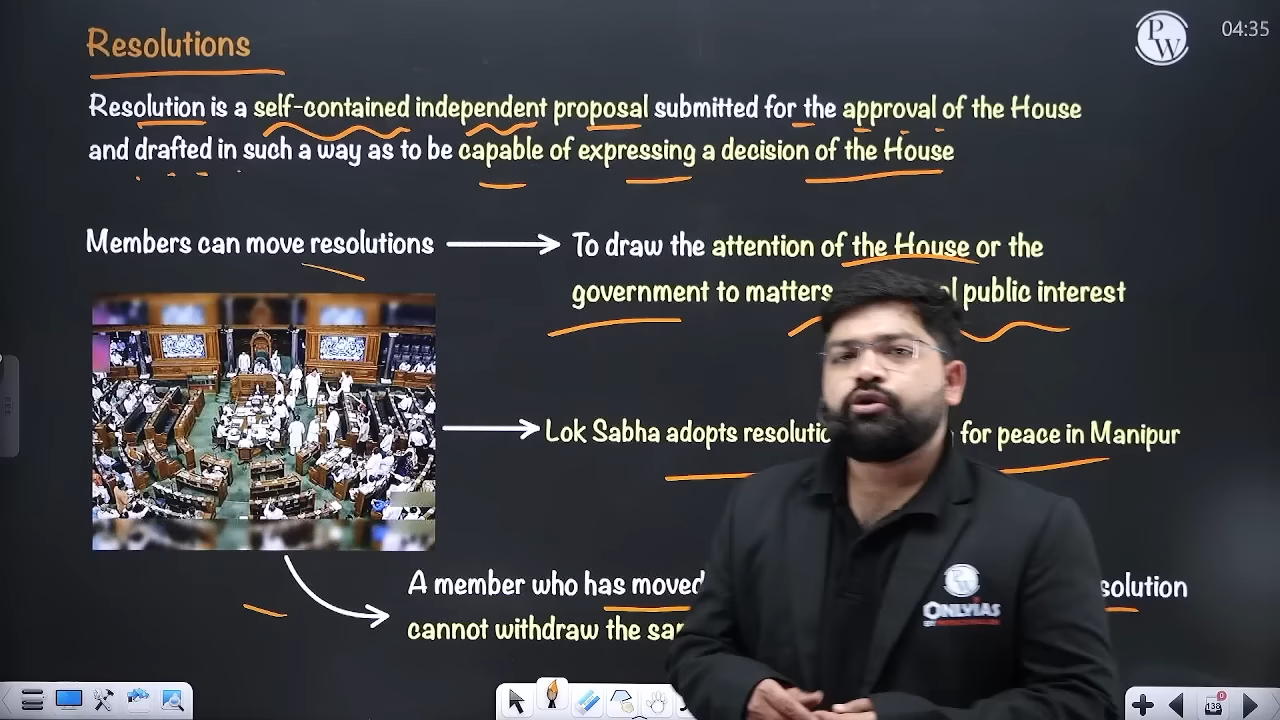 Resolutions
PW
04:35
Resolution is a self-contained independent proposal submitted for the approval of the House
and drafted in such a way as to be capable of expressing a decision of the House
Members can move resolutions
To draw the attention of the House or the
government to matters public interest
Lok Sabha adopts for peace in Manipur
A member who has moved
cannot withdraw the
PW
ONLYIAS
138